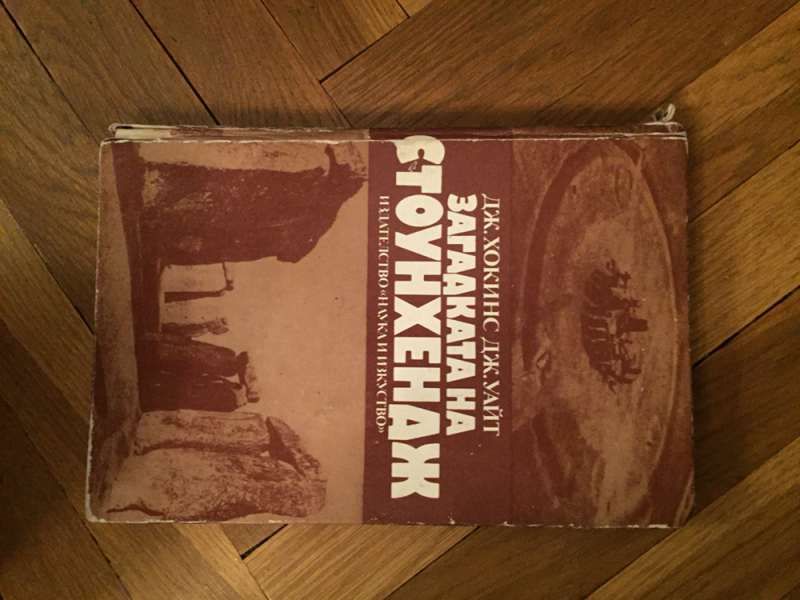 ДЖ. ХОКИНС ДЖ. УАЙТ
ЗАГАДКАТА НА
СТОУНХЕНДЖ
ИЗДАТЕЛСТВО «НАУКА И ИЗКУСТВО»